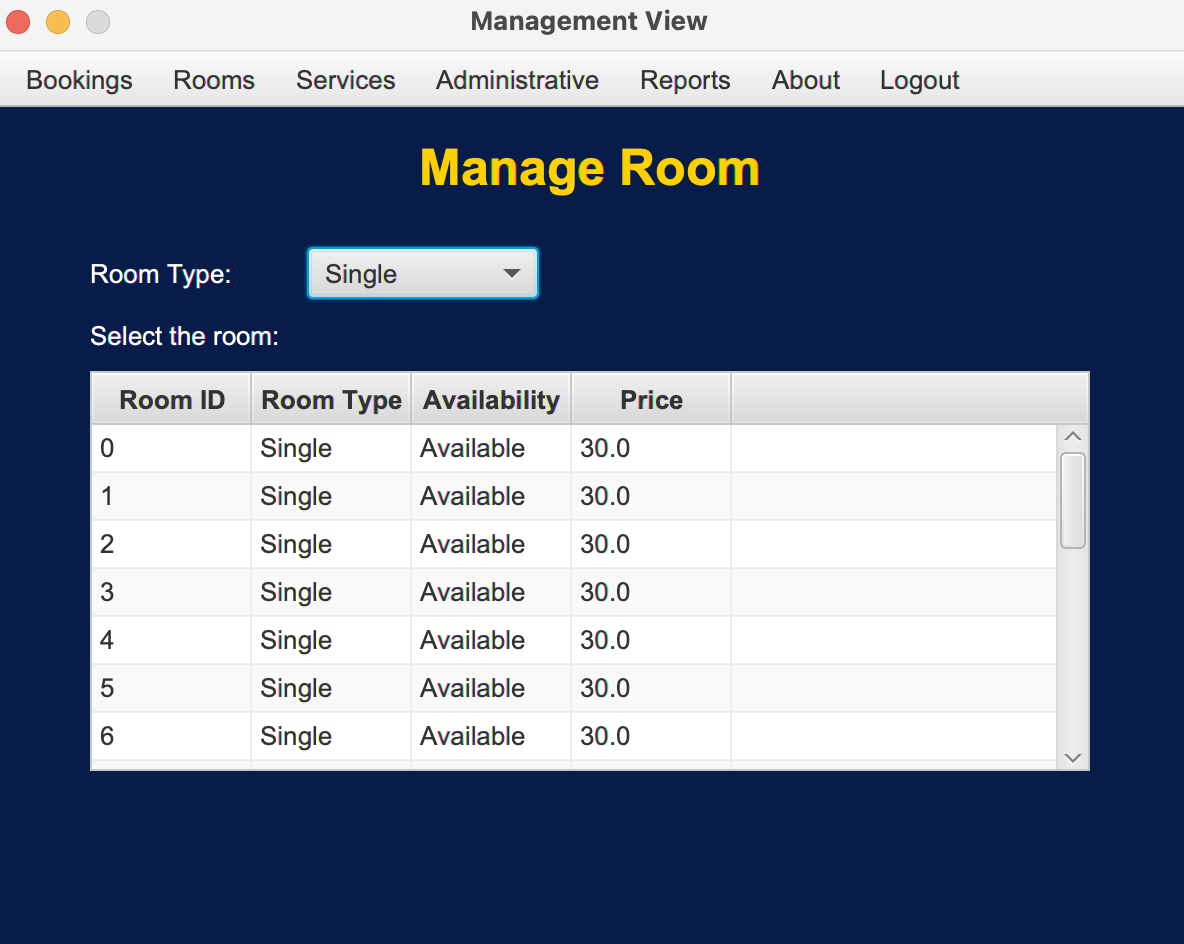 Management View
Bookings Rooms Services Administrative Reports About Logout
Manage Room
Room Type: Single
Select the room:
Room ID Room Type Availability Price
0 Single Available 30.0
1 Single Available 30.0
2 Single Available 30.0
3 Single Available 30.0
4 Single Available 30.0
5 Single Available 30.0
6 Single Available 30.0